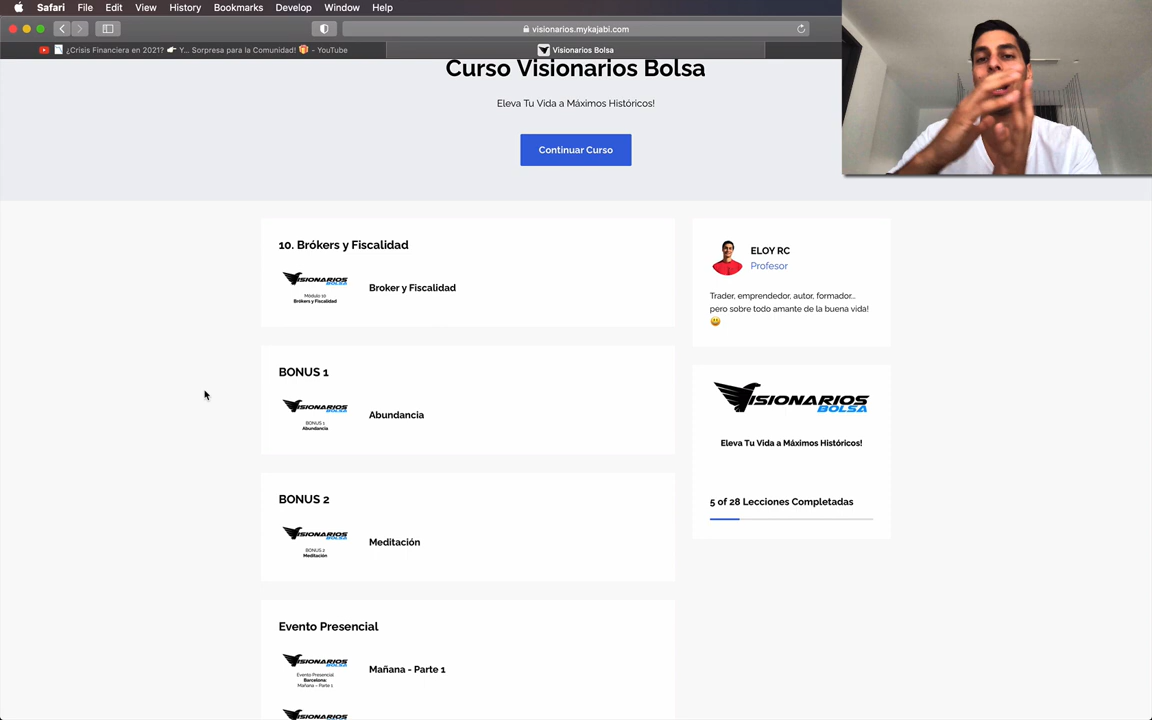 Safari File Edit View History Bookmarks Develop Window Help
visionarios.mykajabi.com
¿Crisis Financiera en 2021? 👉 Y... Sorpresa para la Comunidad! 🎁 - YouTube
Visionarios Bolsa
Curso Visionarios Bolsa
Eleva Tu Vida a Máximos Históricos!
Continuar Curso
10. Brókers y Fiscalidad
VISIONARIOS
BOLSA
Módulo 10
Brókers y Fiscalidad
Broker y Fiscalidad
BONUS 1
VISIONARIOS
BOLSA
BONUS 1
Abundancia
Abundancia
BONUS 2
VISIONARIOS
BOLSA
BONUS 2
Meditación
Meditación
Evento Presencial
VISIONARIOS
BOLSA
Evento Presencial
Barcelona:
Mañana - Parte 1
Mañana - Parte 1
VISIONARIOS
ELOY RC
Profesor
Trader, emprendedor, autor, formador...
pero sobre todo amante de la buena vida!
😃
VISIONARIOS
BOLSA
Eleva Tu Vida a Máximos Históricos!
5 of 28 Lecciones Completadas